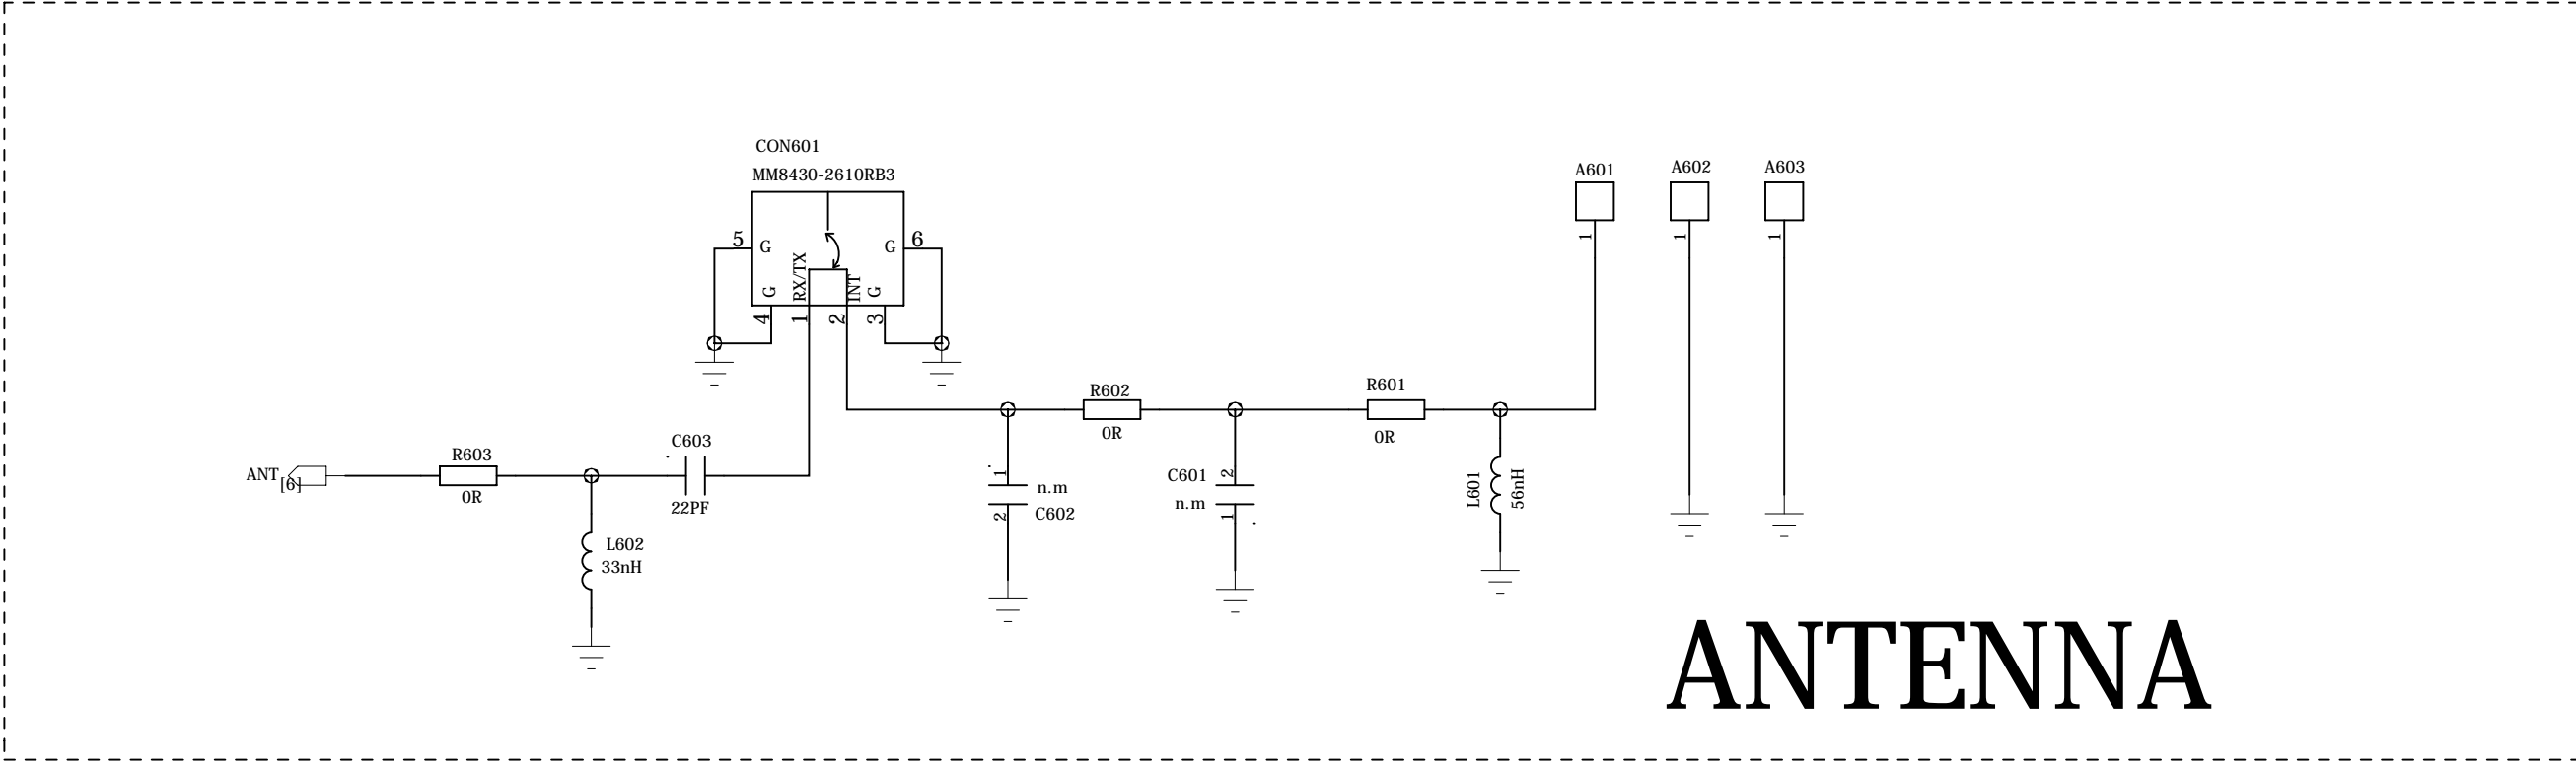 CON601
MM8430-2610RB3
A601
A602
A603
5
G
G
6
1
1
1
G
RX/TX
INT
G
4
1
2
3
R602
0R
R601
0R
C603
22PF
R603
0R
ANT
[6]
1
n.m
2
C602
C601
2
n.m
1
L601
56nH
L602
33nH
ANTENNA